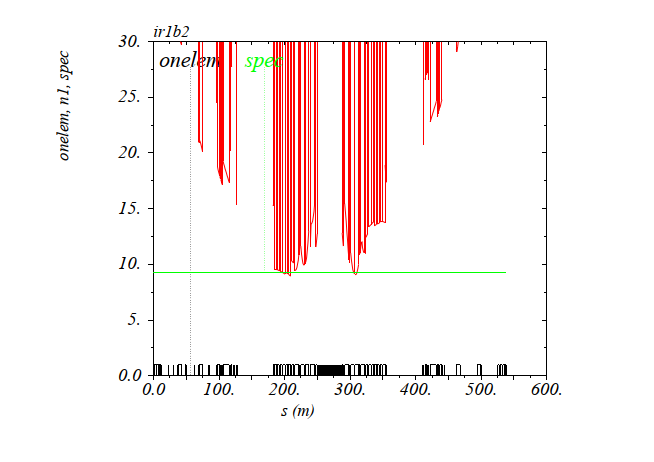 ir1b2
onelem spec
onelem, n1, spec
30.
25.
20.
15.
10.
5.
0.0
0.0 100. 200. 300. 400. 500. 600.
s (m)